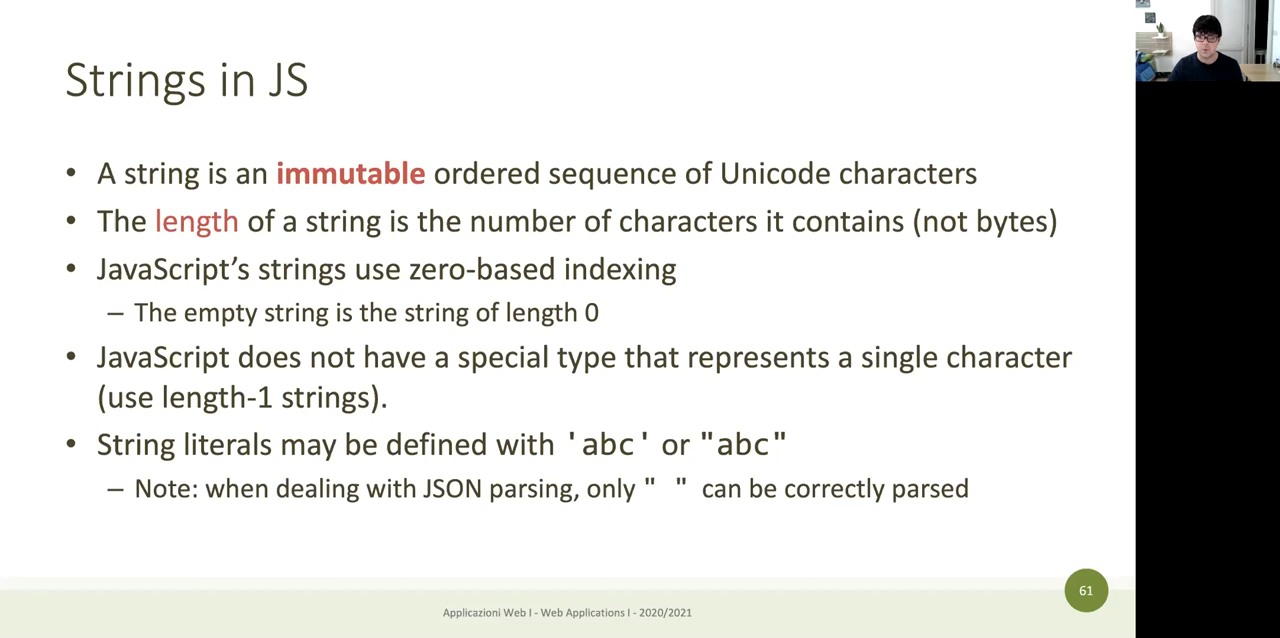 Strings in JS
• A string is an immutable ordered sequence of Unicode characters
• The length of a string is the number of characters it contains (not bytes)
• JavaScript’s strings use zero-based indexing
– The empty string is the string of length 0
• JavaScript does not have a special type that represents a single character
(use length-1 strings).
• String literals may be defined with 'abc' or "abc"
– Note: when dealing with JSON parsing, only " " can be correctly parsed
61
Applicazioni Web I - Web Applications I - 2020/2021